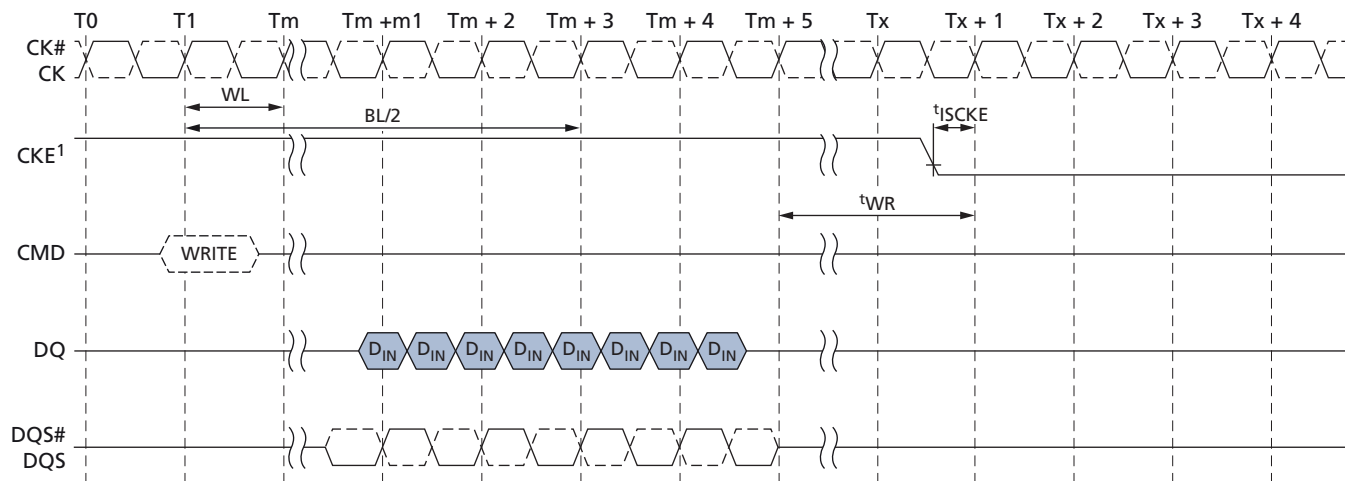 T0 T1 Tm Tm +m1 Tm + 2 Tm + 3 Tm + 4 Tm + 5 Tx Tx + 1 Tx + 2 Tx + 3 Tx + 4
CK#
CK
WL
BL/2
tISCKE
CKE1
tWR
CMD WRITE
DQ DIN DIN DIN DIN DIN DIN DIN DIN
DQS#
DQS